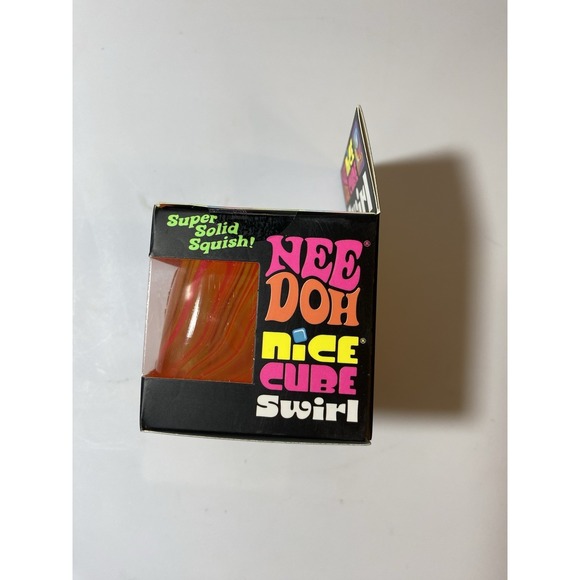 Super
Solid
Squish!
NEE®
DOH
NiCE®
CUBE
Swirl